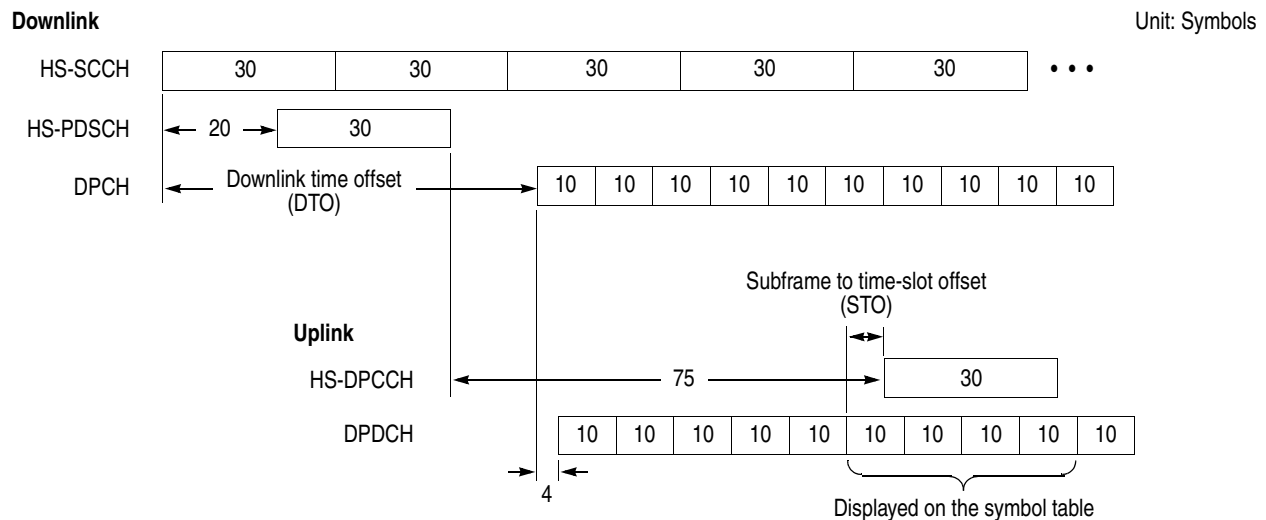 Downlink
Unit: Symbols
HS-SCCH 30 30 30 30 30 • • •
HS-PDSCH 20 30
DPCH Downlink time offset
(DTO)
10 10 10 10 10 10 10 10 10 10
Subframe to time-slot offset
(STO)
Uplink
HS-DPCCH 75 30
DPDCH 10 10 10 10 10 10 10 10 10 10
4
Displayed on the symbol table